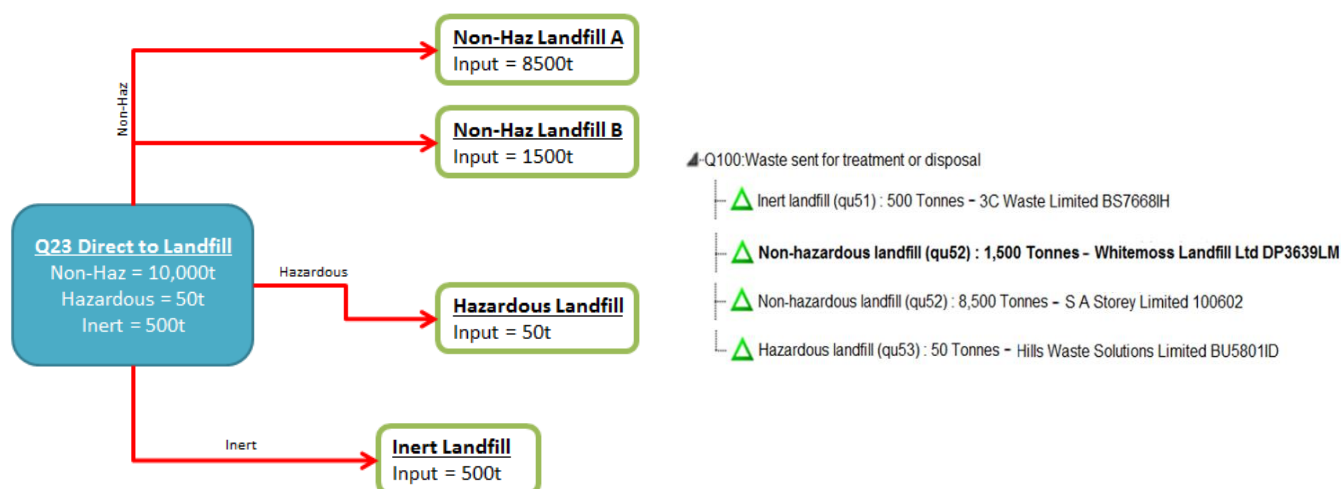 Non-Haz Landfill A
Input = 8500t
Non-Haz
Non-Haz Landfill B
Input = 1500t
Q23 Direct to Landfill
Non-Haz = 10,000t
Hazardous = 50t
Inert = 500t
Hazardous
Hazardous Landfill
Input = 50t
Inert
Inert Landfill
Input = 500t
Q100:Waste sent for treatment or disposal
Inert landfill (qu51) : 500 Tonnes - 3C Waste Limited BS7668IH
Non-hazardous landfill (qu52) : 1,500 Tonnes - Whitemoss Landfill Ltd DP3639LM
Non-hazardous landfill (qu52) : 8,500 Tonnes - S A Storey Limited 100602
Hazardous landfill (qu53) : 50 Tonnes - Hills Waste Solutions Limited BU5801ID